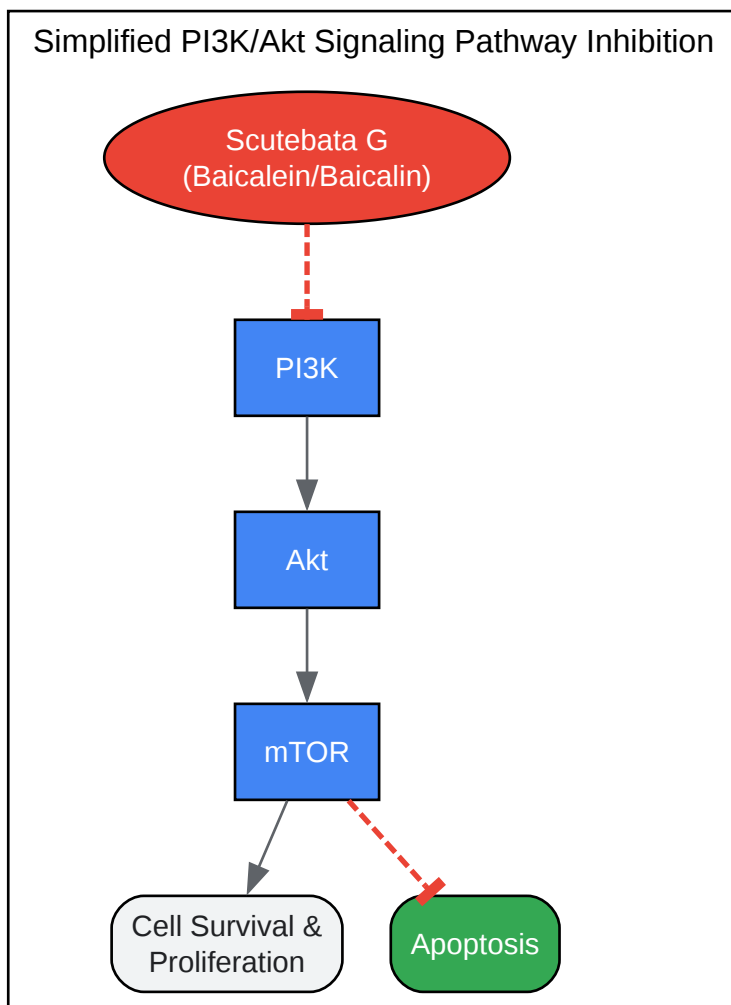 Simplified PI3K/Akt Signaling Pathway Inhibition
Scutebata G
(Baicalein/Baicalin)
PI3K
Akt
mTOR
Cell Survival &
Proliferation
Apoptosis